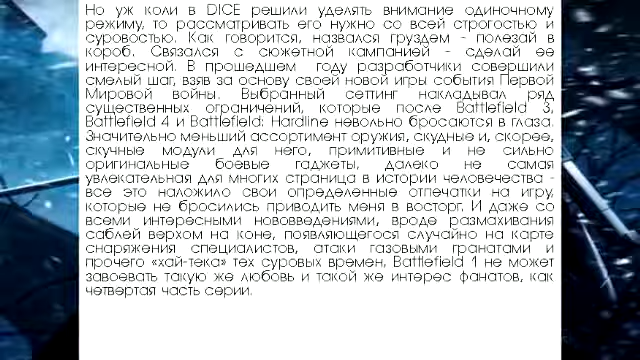 Но уж коли в DICE решили уделять внимание одиночному
режиму, то рассматривать его нужно со всей строгостью и
суровостью. Как говорится, назвался груздем - полезай в
короб. Связался с сюжетной кампанией - сделай ее
интересной. В прошедшем году разработчики совершили
смелый шаг, взяв за основу своей новой игры события Первой
Мировой войны. Выбранный сеттинг накладывал ряд
существенных ограничений, которые после Battlefield 3,
Battlefield 4 и Battlefield: Hardline невольно бросаются в глаза.
Значительно меньший ассортимент оружия, скудные и, скорее,
скучные модули для него, примитивные и не сильно
оригинальные боевые гаджеты, далеко не самая
увлекательная для многих страница в истории человечества -
все это наложило свои определенные отпечатки на игру,
которые не бросились приводить меня в восторг. И даже со
всеми интересными нововведениями, вроде размахивания
саблей верхом на коне, появляющегося случайно на карте
снаряжения специалистов, атаки газовыми гранатами и
прочего «хай-тека» тех суровых времен, Battlefield 1 не может
завоевать такую же любовь и такой же интерес фанатов, как
четвертая часть серии.